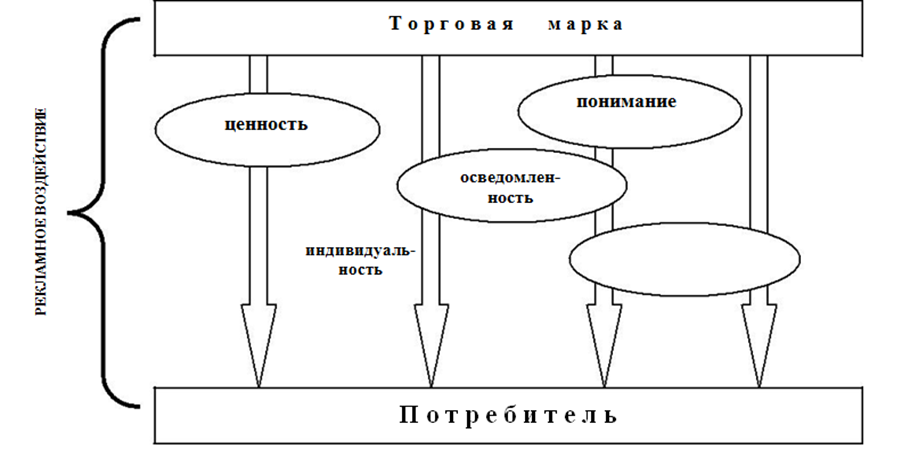 Торговая марка
РЕКЛАМНОЕ ВОЗДЕЙСТВИЕ
ценность
понимание
осведомлен-
ность
индивидуаль-
ность
Потребитель